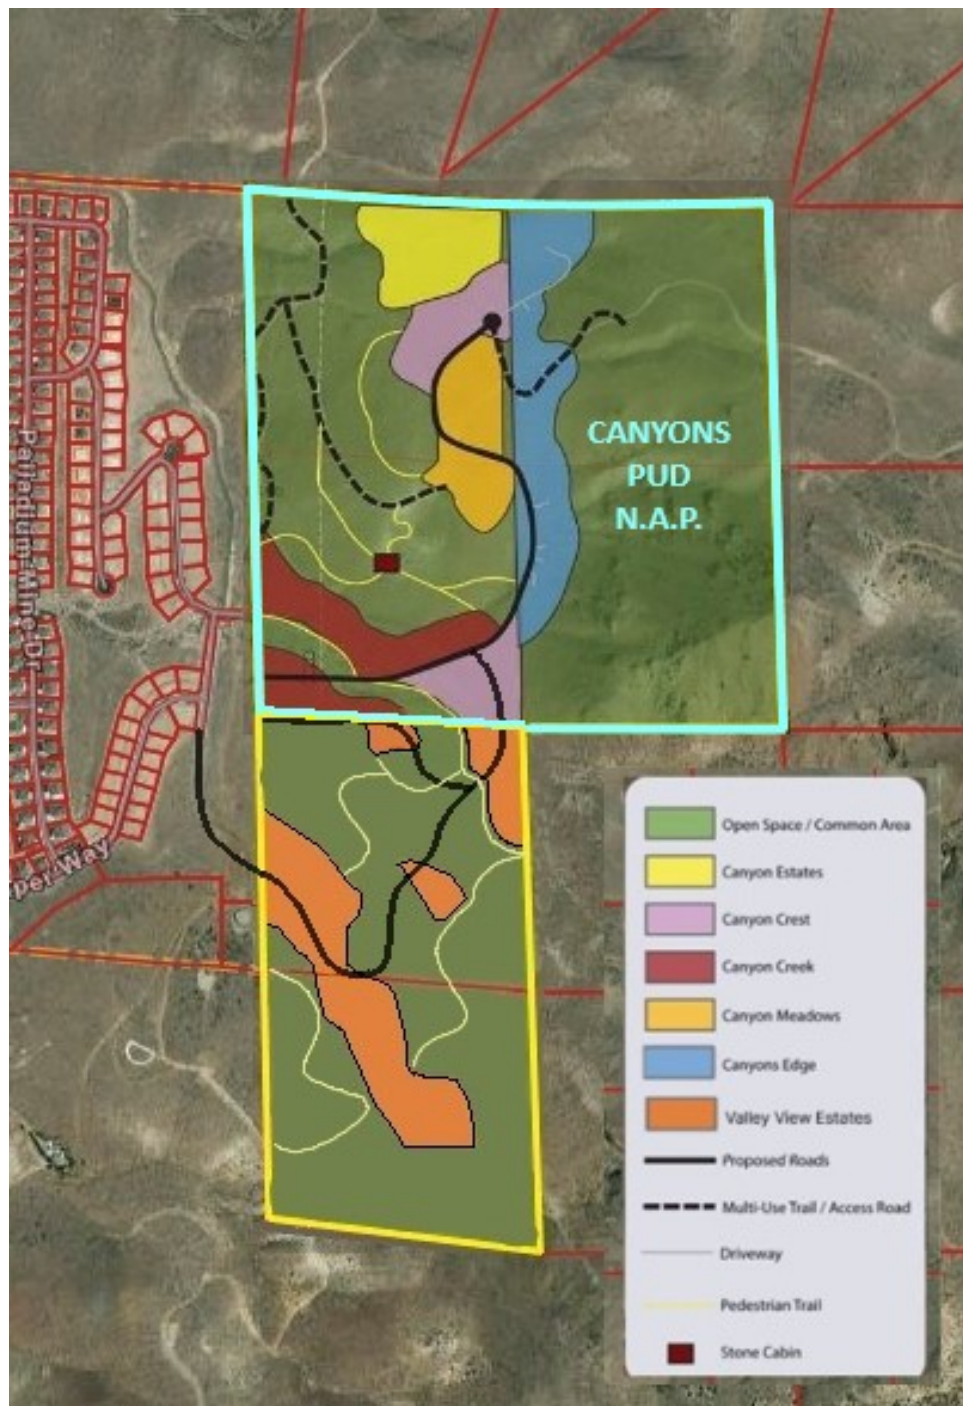 CANYONS
PUD
N.A.P.
Palladium Mine Dr
per Way
Open Space / Common Area
Canyon Estates
Canyon Crest
Canyon Creek
Canyon Meadows
Canyons Edge
Valley View Estates
Proposed Roads
Multi-Use Trail / Access Road
Driveway
Pedestrian Trail
Stone Cabin